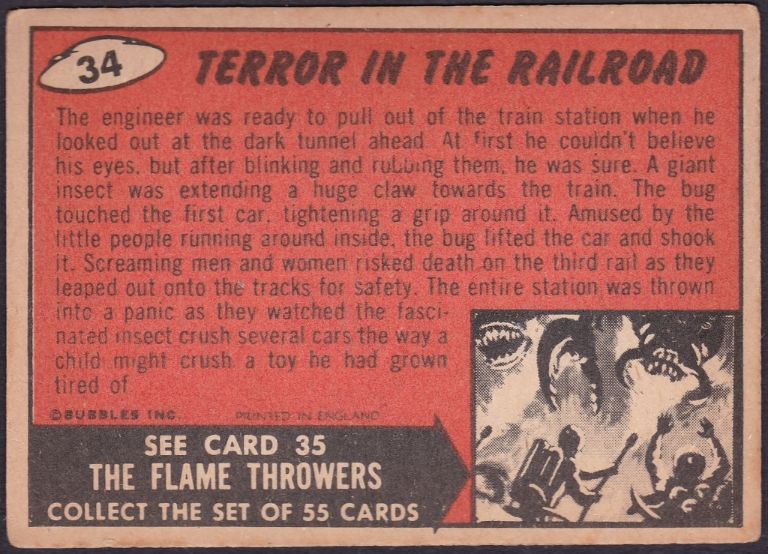 34
TERROR IN THE RAILROAD
The engineer was ready to pull out of the train station when he
looked out at the dark tunnel ahead. At first he couldn't believe
his eyes, but after blinking and rubbing them, he was sure. A giant
insect was extending a huge claw towards the train. The bug
touched the first car, tightening a grip around it. Amused by the
little people running around inside, the bug lifted the car and shook
it. Screaming men and women risked death on the third rail as they
leaped out onto the tracks for safety. The entire station was thrown
into a panic as they watched the fasci-
nated insect crush several cars the way a
child might crush a toy he had grown
tired of
©BUBBLES INC. PRINTED IN ENGLAND
SEE CARD 35
THE FLAME THROWERS
COLLECT THE SET OF 55 CARDS